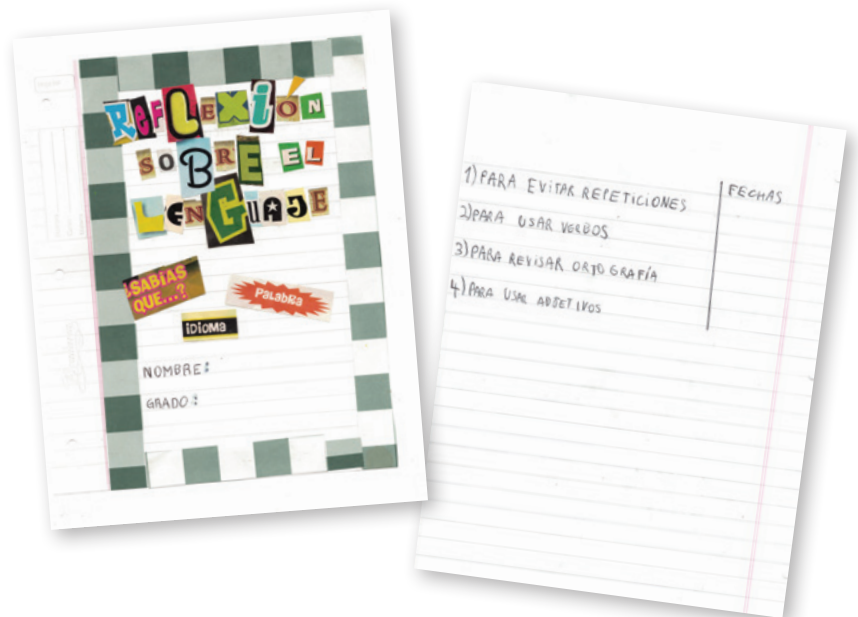 REFLEXIÓN
SOBRE EL
LENGUAJE
¿SABÍAS
QUE...?
PALABRA
IDIOMA
NOMBRE:
GRADO:
1) PARA EVITAR REPETICIONES
FECHAS
2) PARA USAR VERBOS
3) PARA REVISAR ORTOGRAFÍA
4) PARA USAR ADJETIVOS